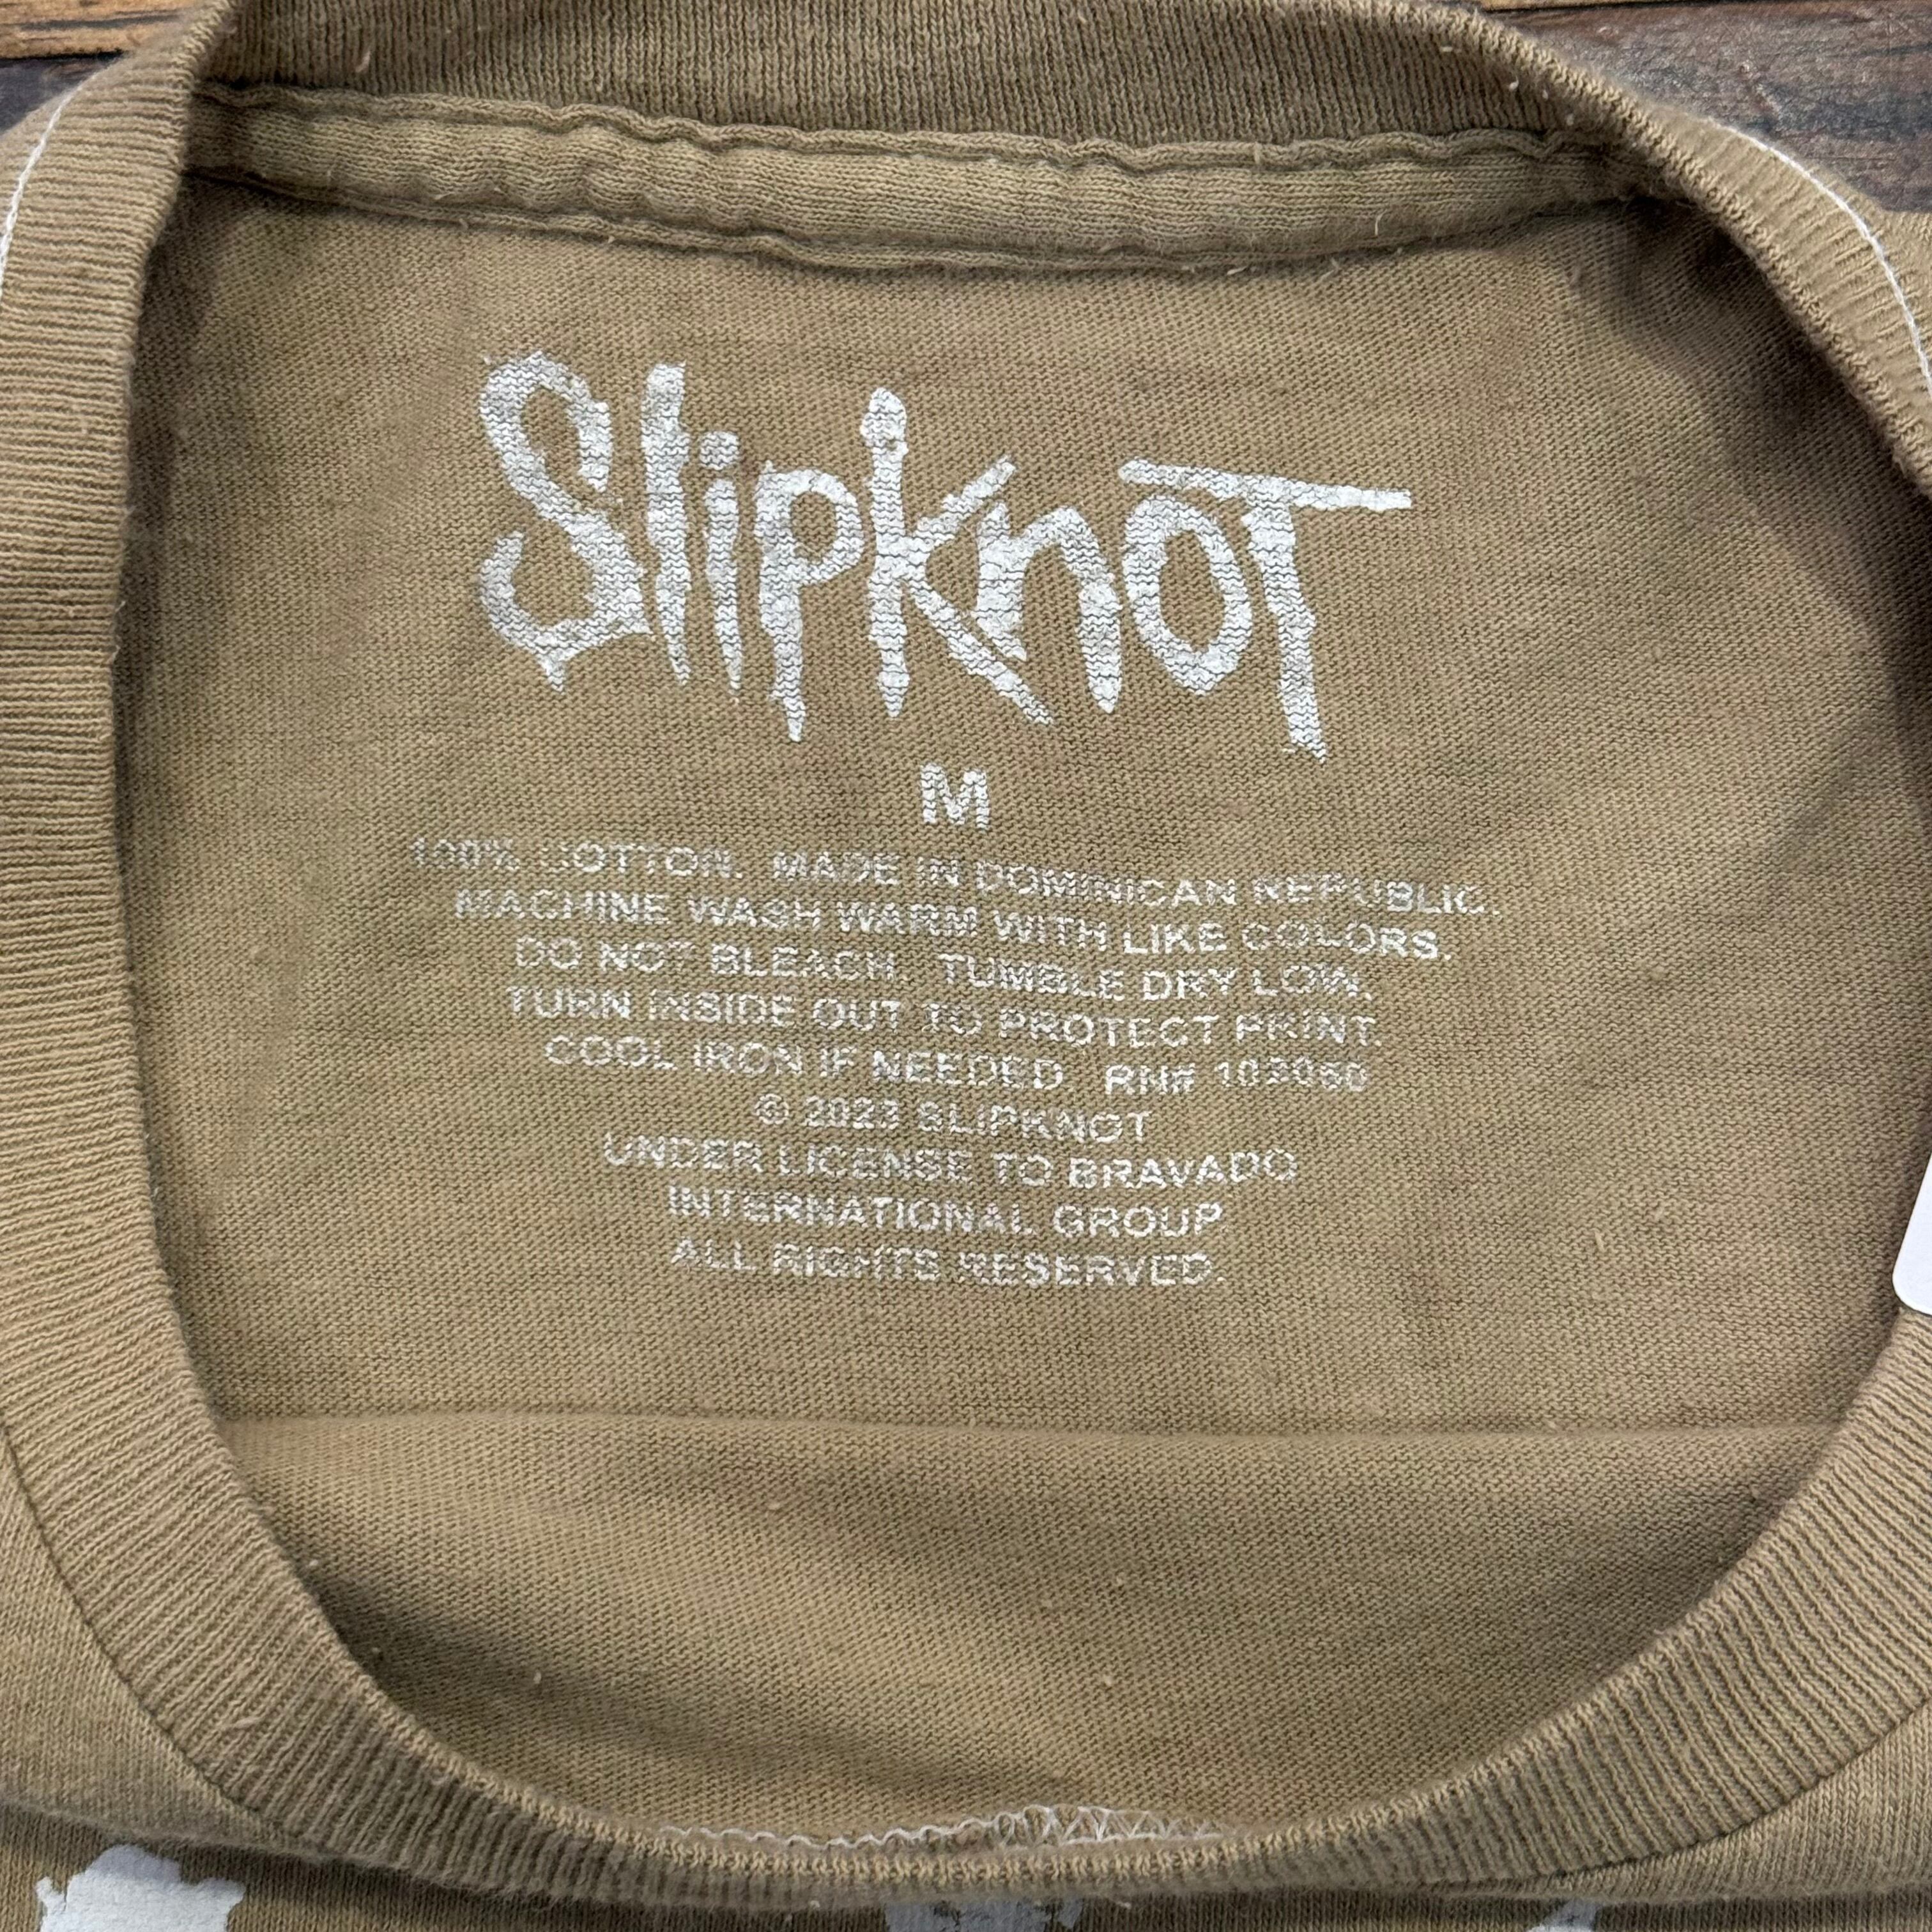 SlipknoT
M
100% COTTON. MADE IN DOMINICAN REPUBLIC.
MACHINE WASH WARM WITH LIKE COLORS.
DO NOT BLEACH. TUMBLE DRY LOW.
TURN INSIDE OUT TO PROTECT PRINT.
COOL IRON IF NEEDED RN#
© 2023 SLIPKNOT
UNDER LICENSE TO BRAVADO
INTERNATIONAL GROUP
ALL RIGHTS RESERVED.